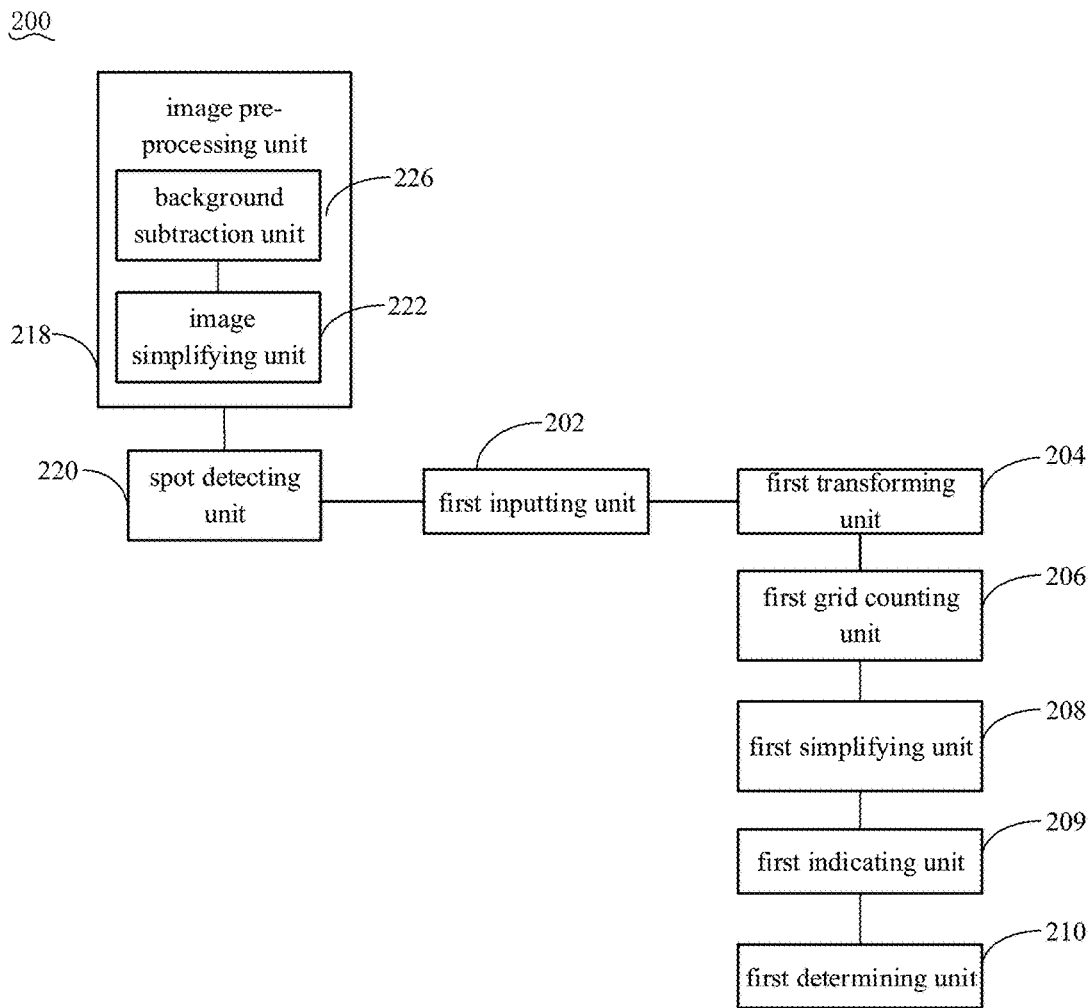 200
image pre-
processing unit
226
background
subtraction unit
222
image
simplifying unit
218
202
220
spot detecting
unit
first inputting unit
204
first transforming
unit
206
first grid counting
unit
208
first simplifying unit
209
first indicating unit
210
first determining unit